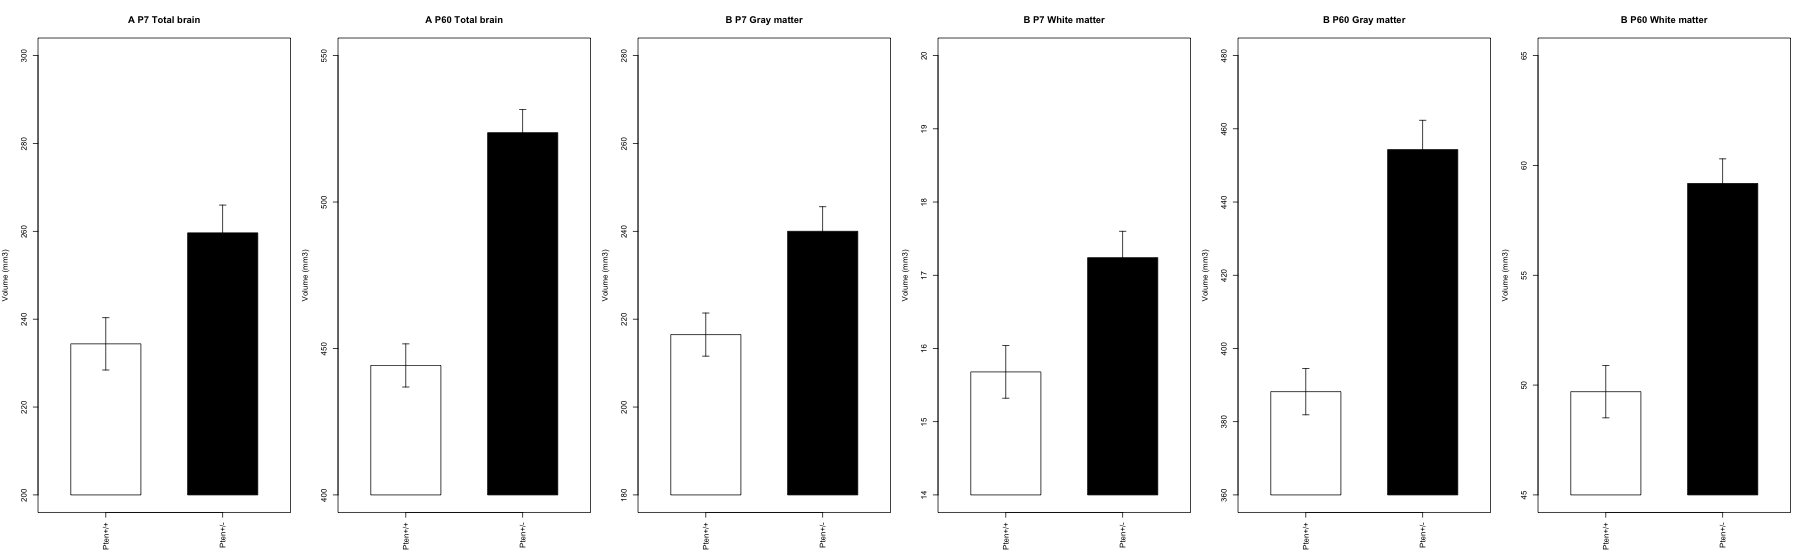 A P7 Total brain
Volume (mm3)
300
280
260
240
220
200
Pten+/+
Pten+/-
A P60 Total brain
Volume (mm3)
550
500
450
400
Pten+/+
Pten+/-
B P7 Gray matter
Volume (mm3)
280
260
240
220
200
180
Pten+/+
Pten+/-
B P7 White matter
Volume (mm3)
20
19
18
17
16
15
14
Pten+/+
Pten+/-
B P60 Gray matter
Volume (mm3)
480
460
440
420
400
380
360
Pten+/+
Pten+/-
B P60 White matter
Volume (mm3)
65
60
55
50
45
Pten+/+
Pten+/-